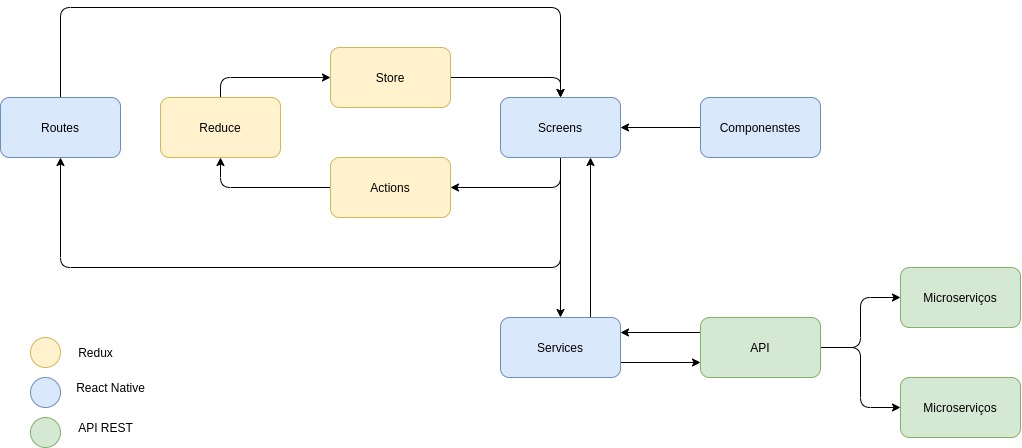 Store
Routes
Reduce
Screens
Componenstes
Actions
Microserviços
Services
API
Redux
React Native
Microserviços
API REST